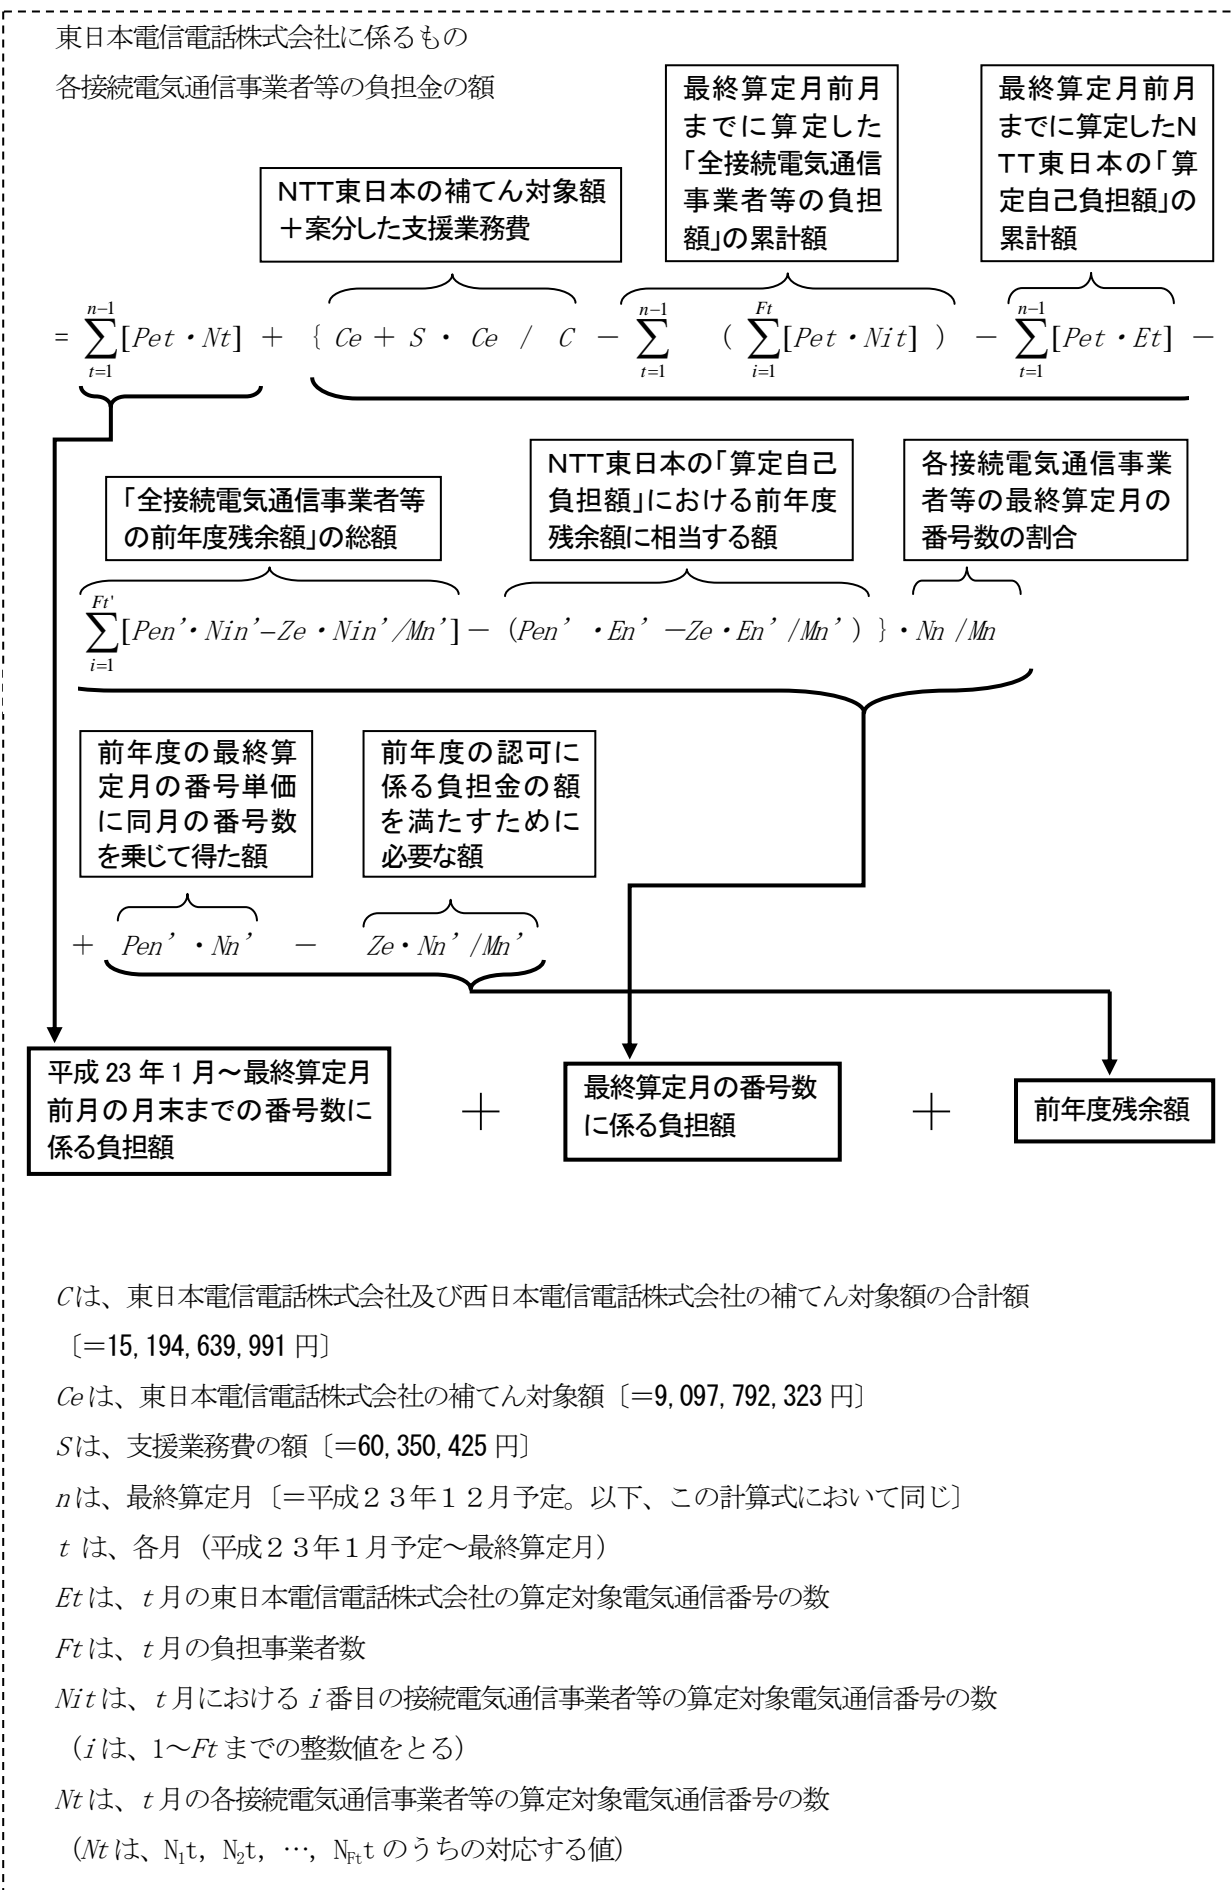 東日本電信電話株式会社に係るもの
各接続電気通信事業者等の負担金の額
最終算定月前月
までに算定した
「全接続電気通信
事業者等の負担
額」の累計額
最終算定月前月
までに算定したN
TT東日本の「算
定自己負担額」の
累計額
NTT東日本の補てん対象額
＋案分した支援業務費
= \sum_{t=1}^{n-1}[Pet・Nt] + { Ce + S ・ Ce / C － \sum_{t=1}^{n-1} ( \sum_{i=1}^{Ft}[Pet・Nit] ) － \sum_{t=1}^{n-1}[Pet・Et] －
「全接続電気通信事業者等
の前年度残余額」の総額
NTT東日本の「算定自己
負担額」における前年度
残余額に相当する額
各接続電気通信事業
者等の最終算定月の
番号数の割合
\sum_{i=1}^{Ft'}[Pen'・Nin'－Ze・Nin'/Mn']－ (Pen' ・En' －Ze・En'/Mn' ) }・Nn /Mn
前年度の最終算
定月の番号単価
に同月の番号数
を乗じて得た額
前年度の認可に
係る負担金の額
を満たすために
必要な額
＋ Pen' ・Nn' － Ze・Nn' /Mn'
平成 23 年 1 月～最終算定月
前月の月末までの番号数に
係る負担額
＋
最終算定月の番号数
に係る負担額
＋
前年度残余額
Cは、東日本電信電話株式会社及び西日本電信電話株式会社の補てん対象額の合計額
〔＝15,194,639,991 円〕
Ceは、東日本電信電話株式会社の補てん対象額〔＝9,097,792,323 円〕
Sは、支援業務費の額〔＝60,350,425 円〕
nは、最終算定月〔＝平成２３年１２月予定。以下、この計算式において同じ〕
t は、各月（平成２３年１月予定～最終算定月）
Etは、t 月の東日本電信電話株式会社の算定対象電気通信番号の数
Ftは、t 月の負担事業者数
Nitは、t 月における i 番目の接続電気通信事業者等の算定対象電気通信番号の数
（iは、1～Ft までの整数値をとる）
Ntは、t 月の各接続電気通信事業者等の算定対象電気通信番号の数
（Ntは、N₁t, N₂t, …, N_{Ft}t のうちの対応する値）